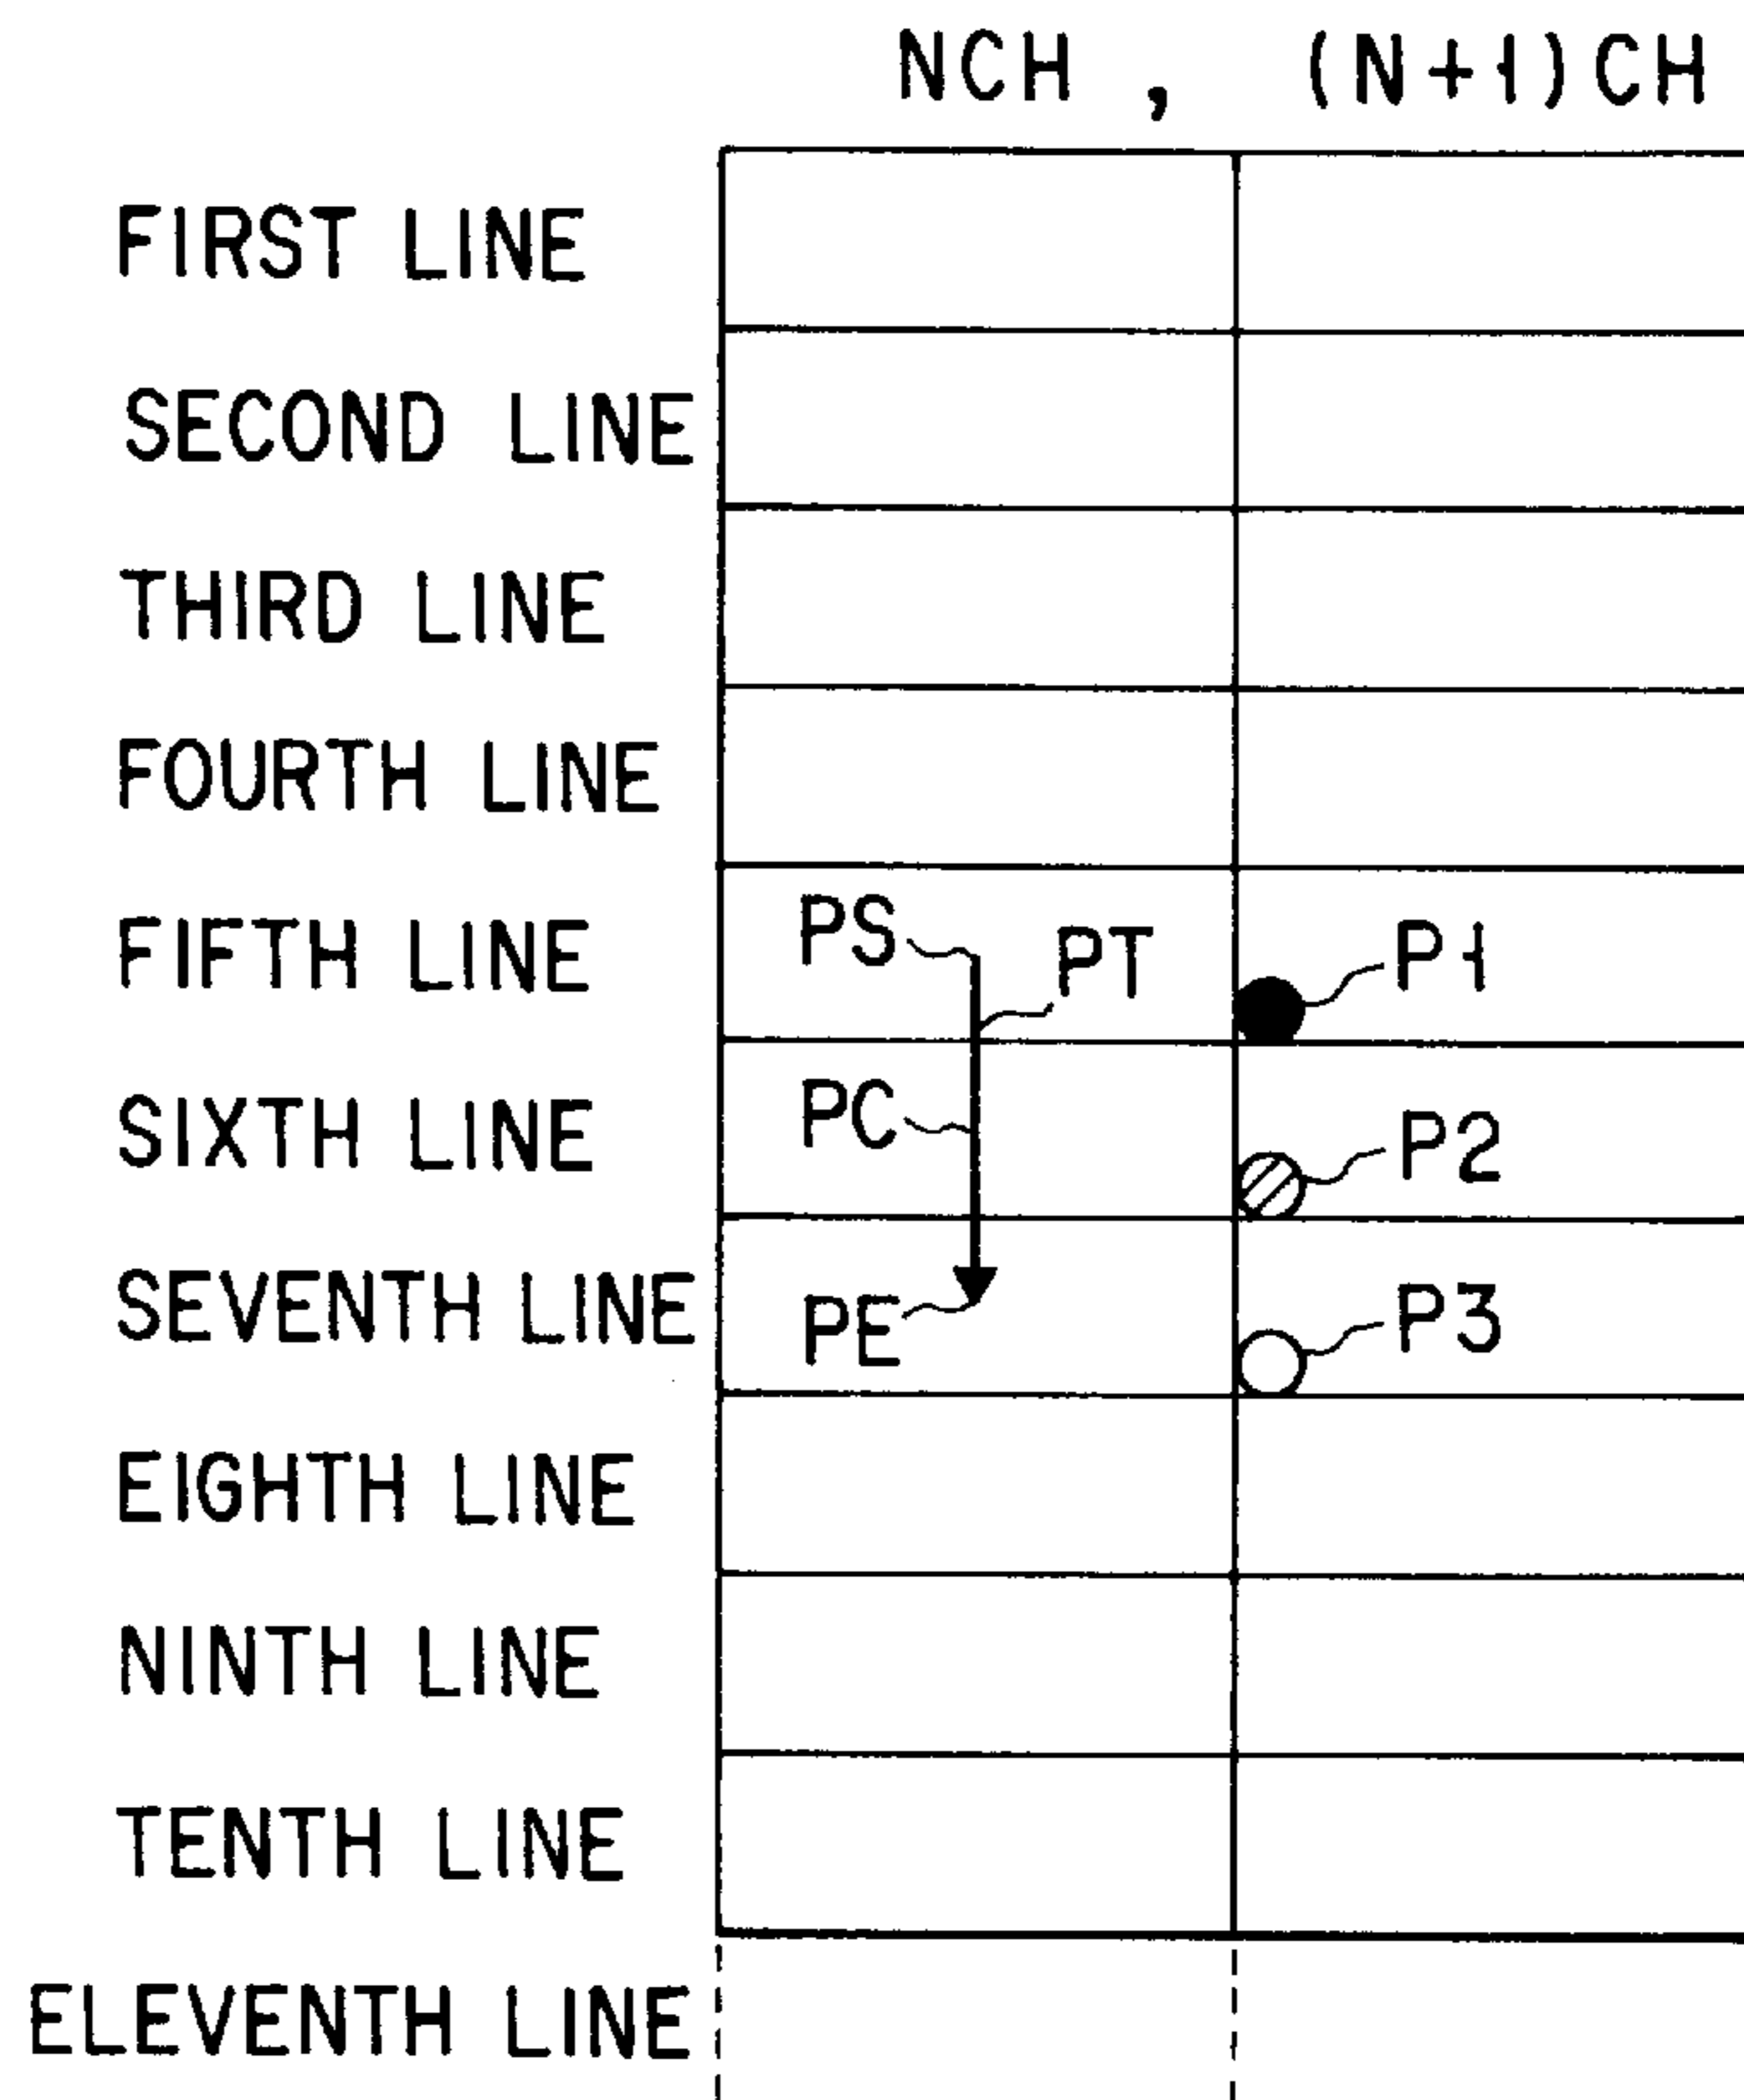 NCH , (N+1)CH
FIRST LINE
SECOND LINE
THIRD LINE
FOURTH LINE
FIFTH LINE PS PT P1
SIXTH LINE PC P2
SEVENTH LINE PE P3
EIGHTH LINE
NINTH LINE
TENTH LINE
ELEVENTH LINE